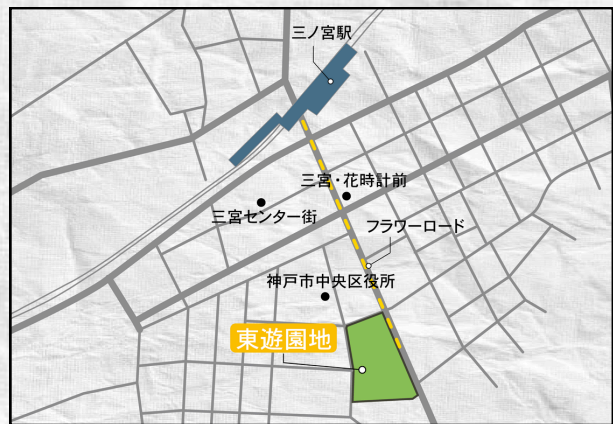 三ノ宮駅
三宮・花時計前
三宮センター街
フラワーロード
神戸市中央区役所
東遊園地